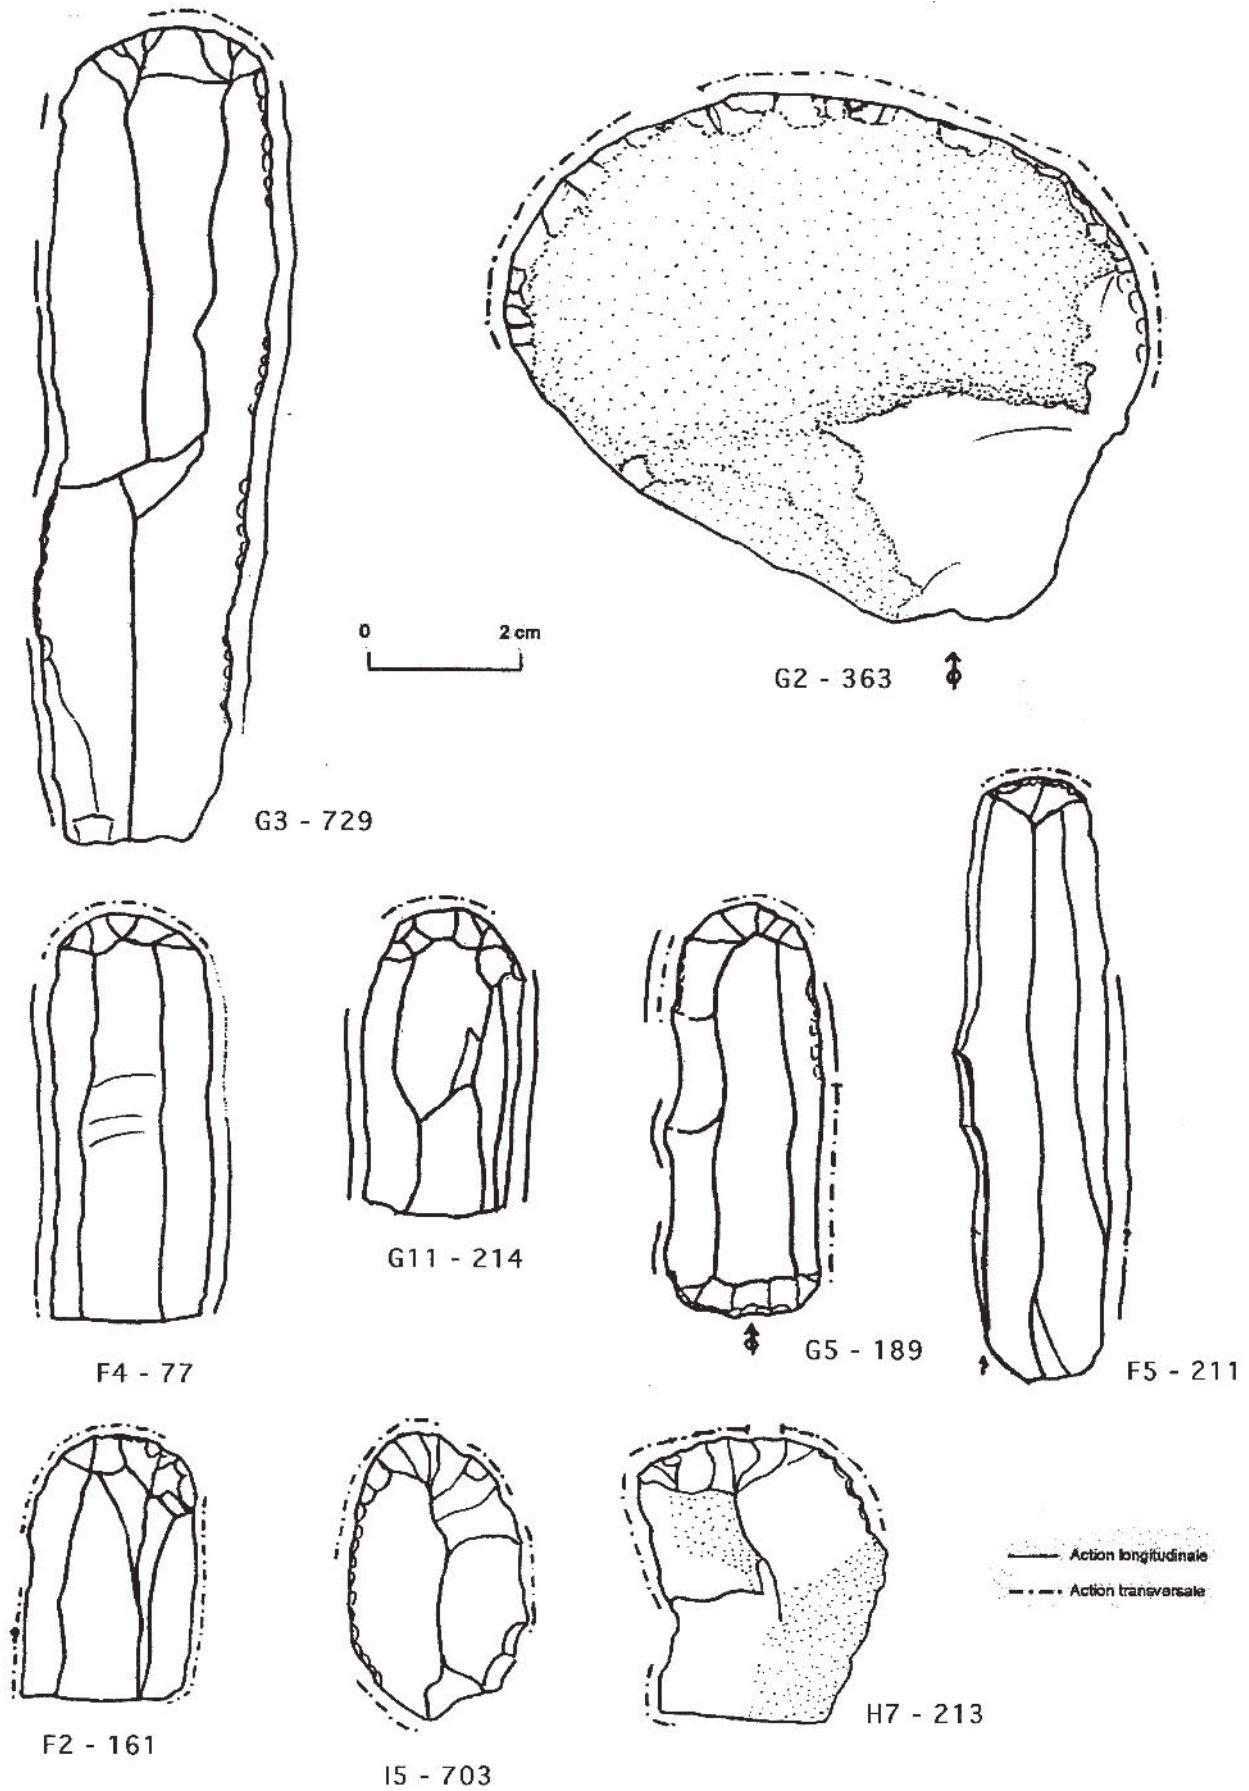 0 2 cm
G2 - 363
G3 - 729
G11 - 214
G5 - 189
F5 - 211
F4 - 77
Action longitudinale
Action transversale
H7 - 213
F2 - 161
I5 - 703